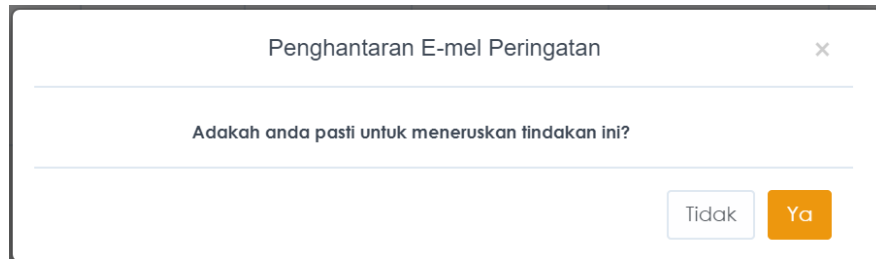 Penghantaran E-mel Peringatan ×
Adakah anda pasti untuk meneruskan tindakan ini?
Tidak Ya